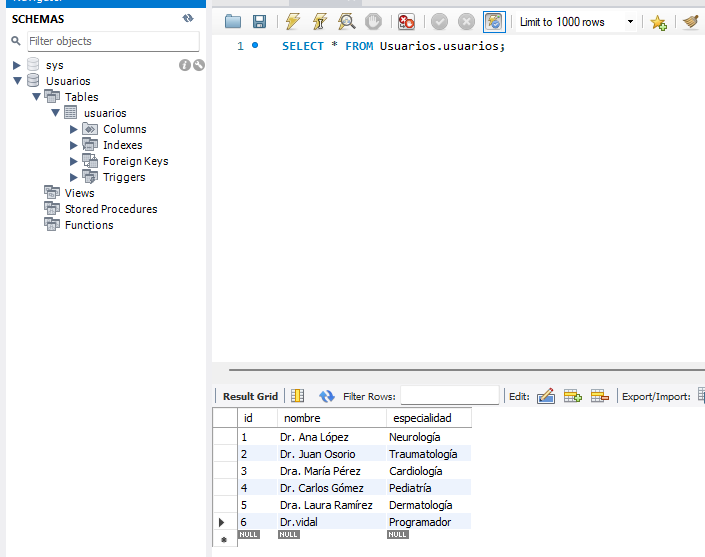 SCHEMAS
Filter objects
sys
Usuarios
Tables
usuarios
Columns
Indexes
Foreign Keys
Triggers
Views
Stored Procedures
Functions
Limit to 1000 rows
1 SELECT * FROM Usuarios.usuarios;
Result Grid Filter Rows: Edit: Export/Import:
id nombre especialidad
1 Dr. Ana López Neurología
2 Dr. Juan Osorio Traumatología
3 Dra. María Pérez Cardiología
4 Dr. Carlos Gómez Pediatría
5 Dra. Laura Ramírez Dermatología
6 Dr.vidal Programador
NULL NULL NULL